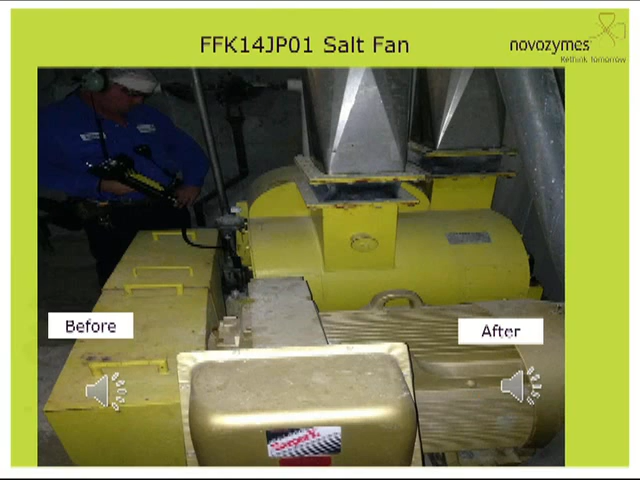 FFK14JP01 Salt Fan
novozymes
Rethink Tomorrow
Before
After